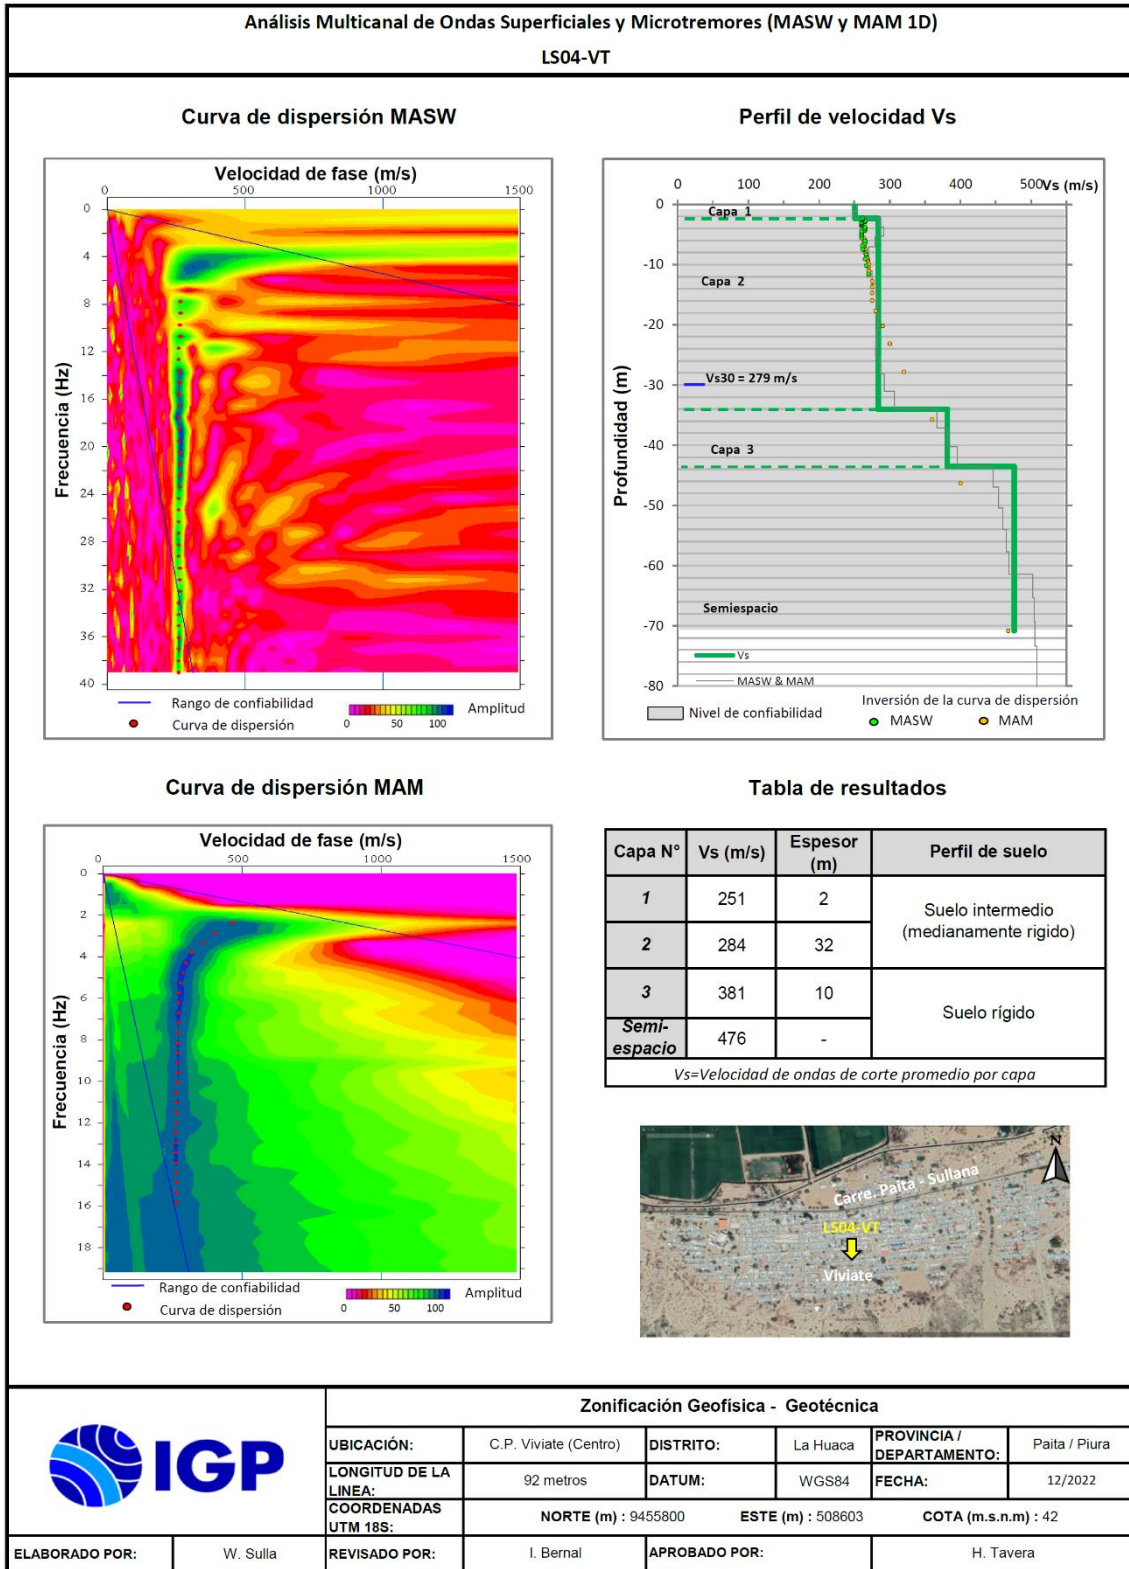 Análisis Multicanal de Ondas Superficiales y Microtremores (MASW y MAM 1D)
LS04-VT
Curva de dispersión MASW
Velocidad de fase (m/s)
0 500 1000 1500
Frecuencia (Hz)
0
4
8
12
16
20
24
28
32
36
40
Rango de confiabilidad
Curva de dispersión
0 50 100
Amplitud
Perfil de velocidad Vs
0 100 200 300 400 500 Vs (m/s)
Profundidad (m)
0
-10
-20
-30
-40
-50
-60
-70
-80
Capa 1
Capa 2
Vs30 = 279 m/s
Capa 3
Semiespacio
Vs
MASW & MAM
Nivel de confiabilidad
Inversión de la curva de dispersión
MASW MAM
Curva de dispersión MAM
Velocidad de fase (m/s)
0 500 1000 1500
Frecuencia (Hz)
0
2
4
6
8
10
12
14
16
18
Rango de confiabilidad
Curva de dispersión
0 50 100
Amplitud
Tabla de resultados
Capa N° Vs (m/s) Espesor (m) Perfil de suelo
1 251 2 Suelo intermedio
(medianamente rigido)
2 284 32
3 381 10 Suelo rígido
Semi-espacio 476 -
Vs=Velocidad de ondas de corte promedio por capa
N
Carre. Paita - Sullana
LS04-VT
Viviate
IGP
Zonificación Geofísica - Geotécnica
UBICACIÓN: C.P. Viviate (Centro) DISTRITO: La Huaca PROVINCIA / DEPARTAMENTO: Paita / Piura
LONGITUD DE LA LINEA: 92 metros DATUM: WGS84 FECHA: 12/2022
COORDENADAS UTM 18S: NORTE (m) : 9455800 ESTE (m) : 508603 COTA (m.s.n.m) : 42
ELABORADO POR: W. Sulla REVISADO POR: I. Bernal APROBADO POR: H. Tavera